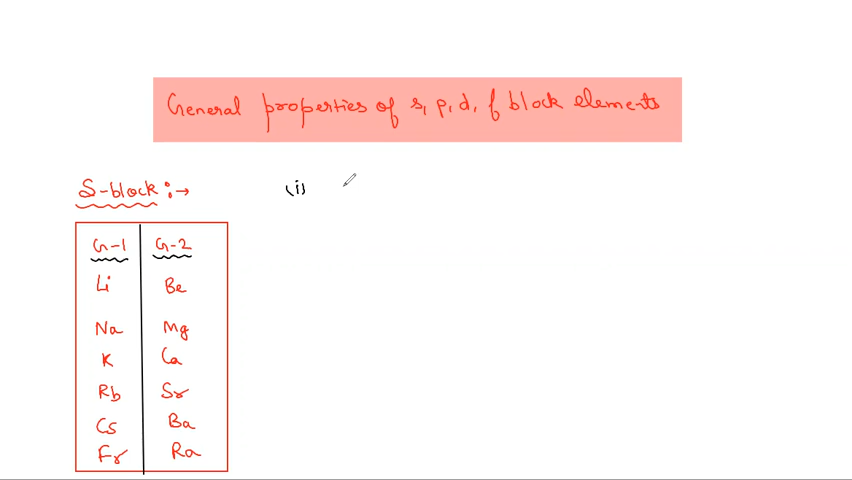 General properties of s, p, d, f block elements
S-block :→ (i)
G-1 G-2
Li Be
Na Mg
K Ca
Rb Sr
Cs Ba
Fr Ra